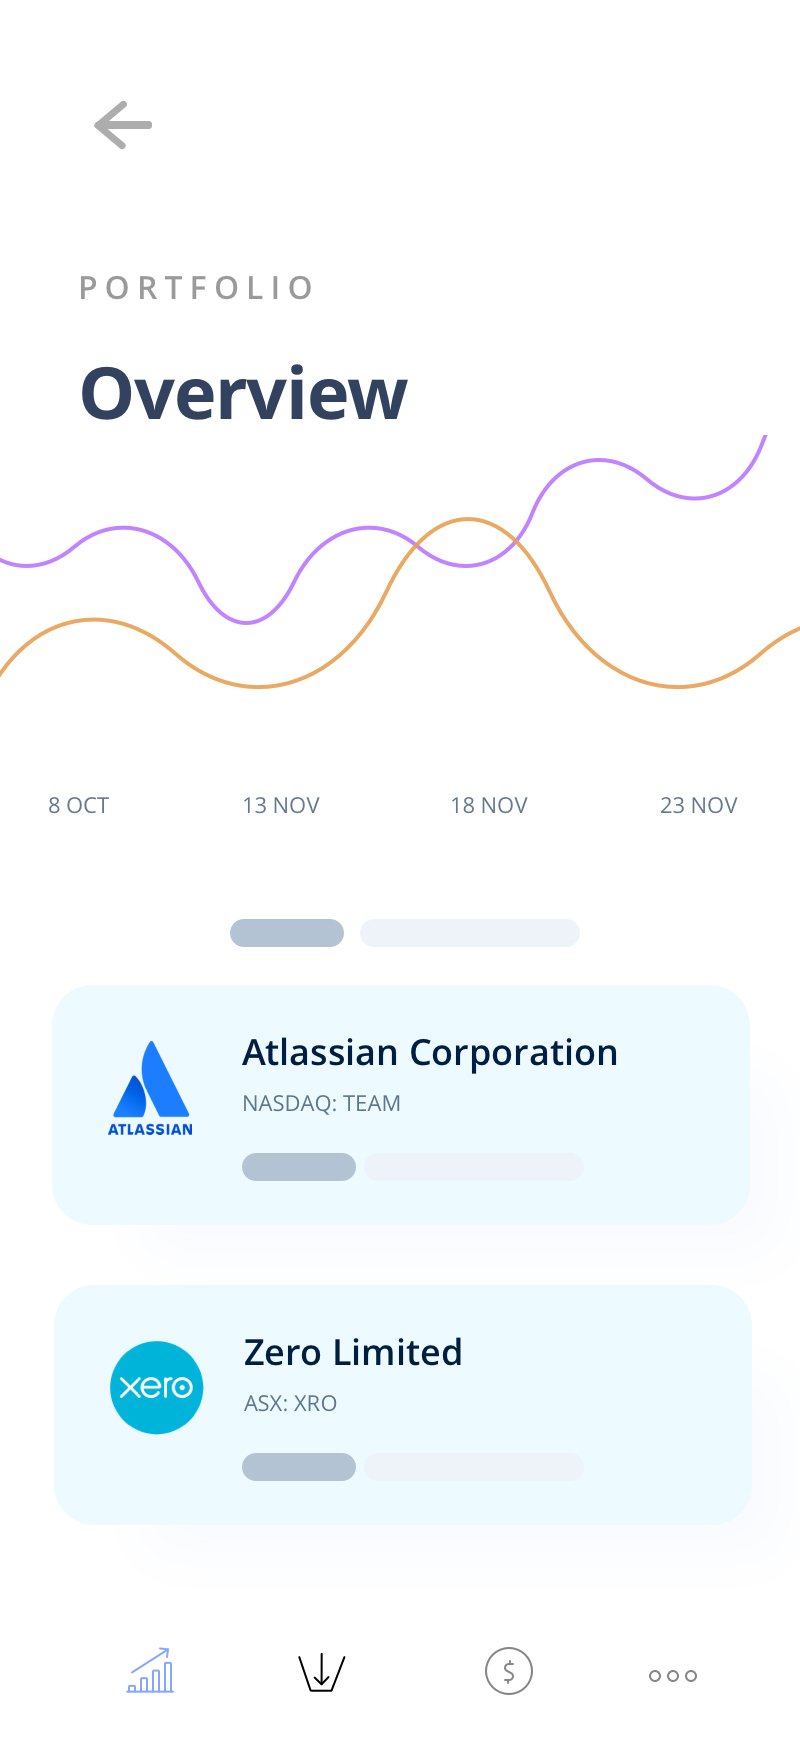 PORTFOLIO
Overview
8 OCT 13 NOV 18 NOV 23 NOV
Atlassian Corporation
NASDAQ: TEAM
ATLASSIAN
Zero Limited
xero
ASX: XRO
$